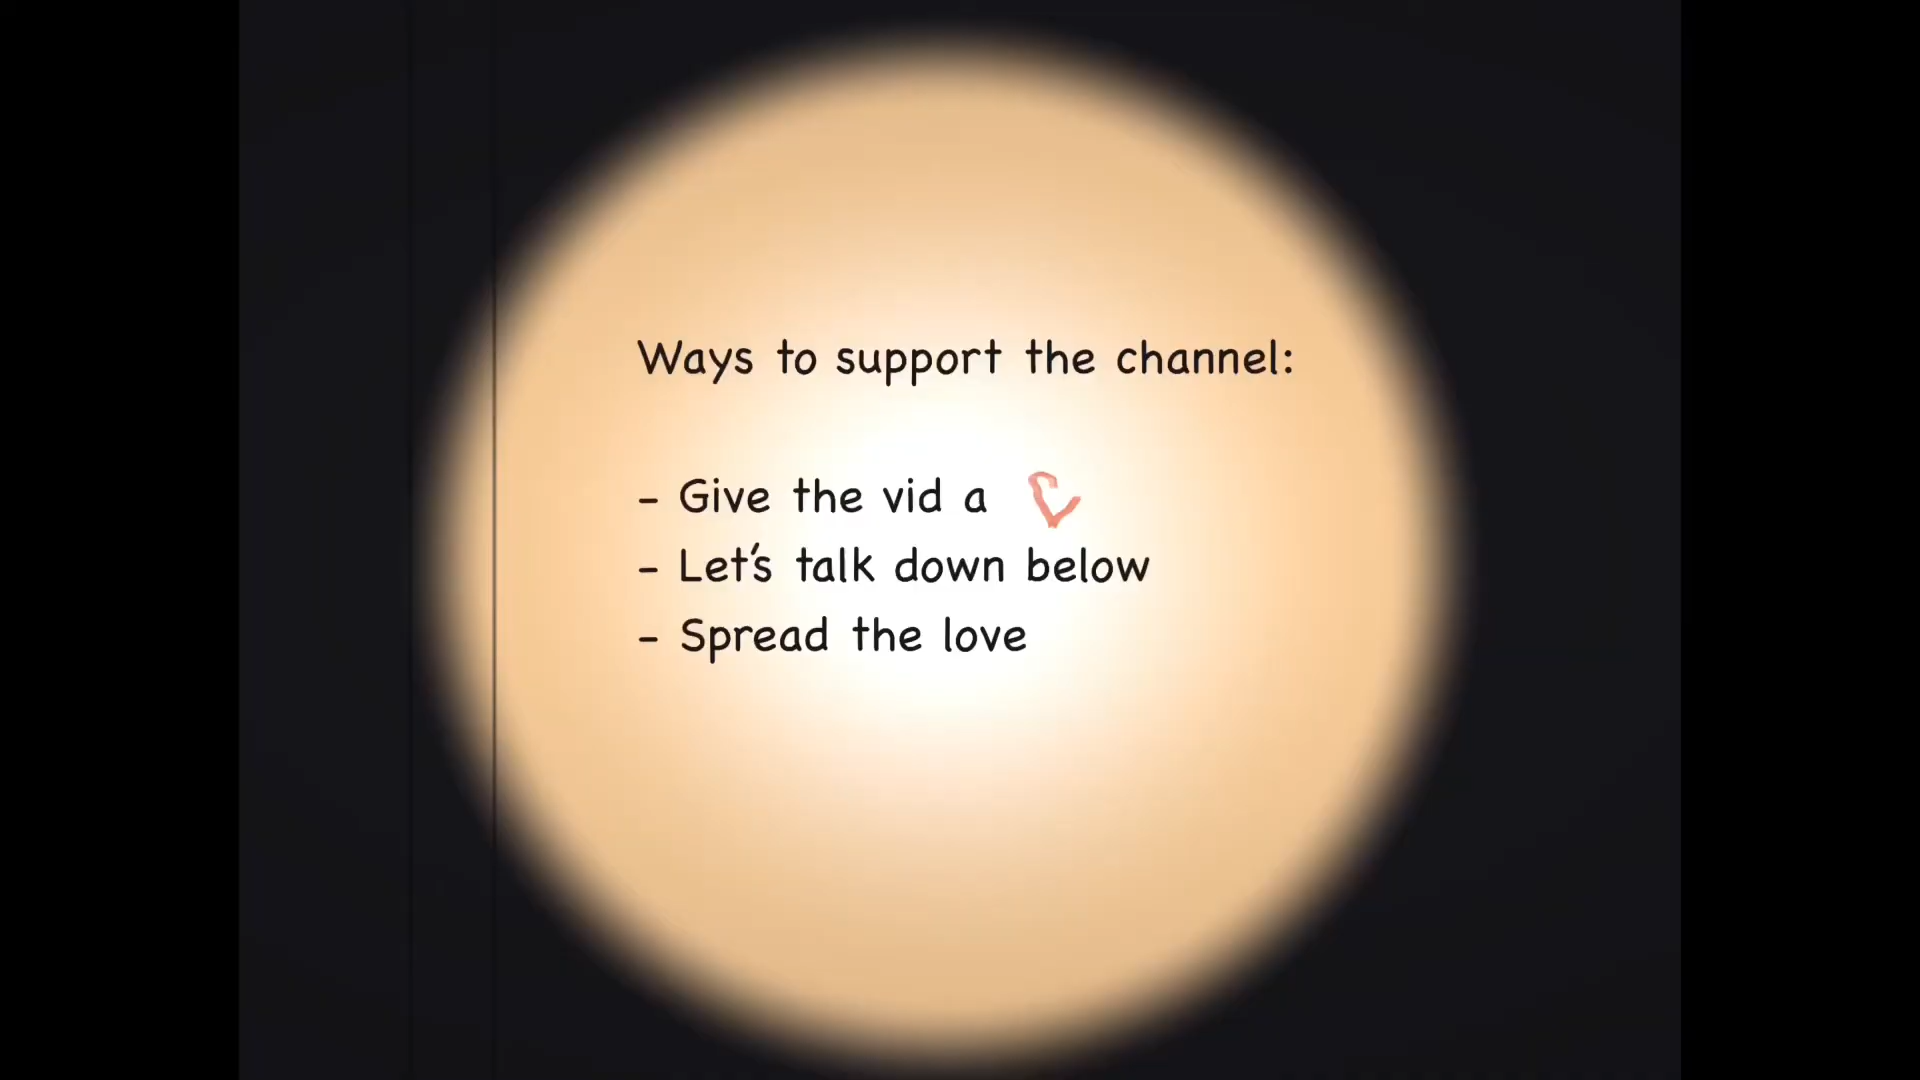 Ways to support the channel:
- Give the vid a
- Let's talk down below
- Spread the love